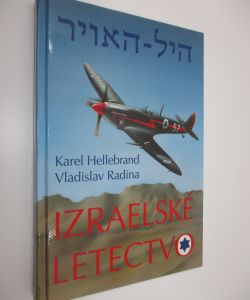 היל-האויר
Karel Hellebrand
Vladislav Radina
IZRAELSKÉ
LETECTVO